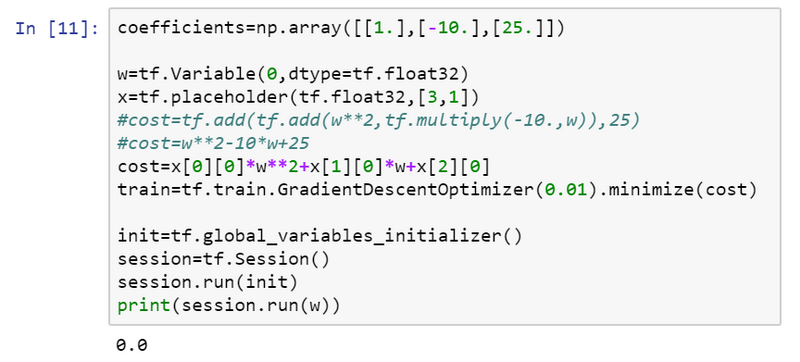 In [11]: coefficients=np.array([[1.],[-10.],[25.]])
w=tf.Variable(0,dtype=tf.float32)
x=tf.placeholder(tf.float32,[3,1])
#cost=tf.add(tf.add(w**2,tf.multiply(-10.,w)),25)
#cost=w**2-10*w+25
cost=x[0][0]*w**2+x[1][0]*w+x[2][0]
train=tf.train.GradientDescentOptimizer(0.01).minimize(cost)
init=tf.global_variables_initializer()
session=tf.Session()
session.run(init)
print(session.run(w))
0.0